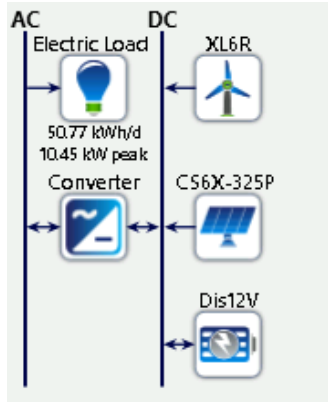 AC DC
Electric Load XL6R
50.77 kWh/d
10.45 kW peak
Converter CS6X-325P
Dis12V